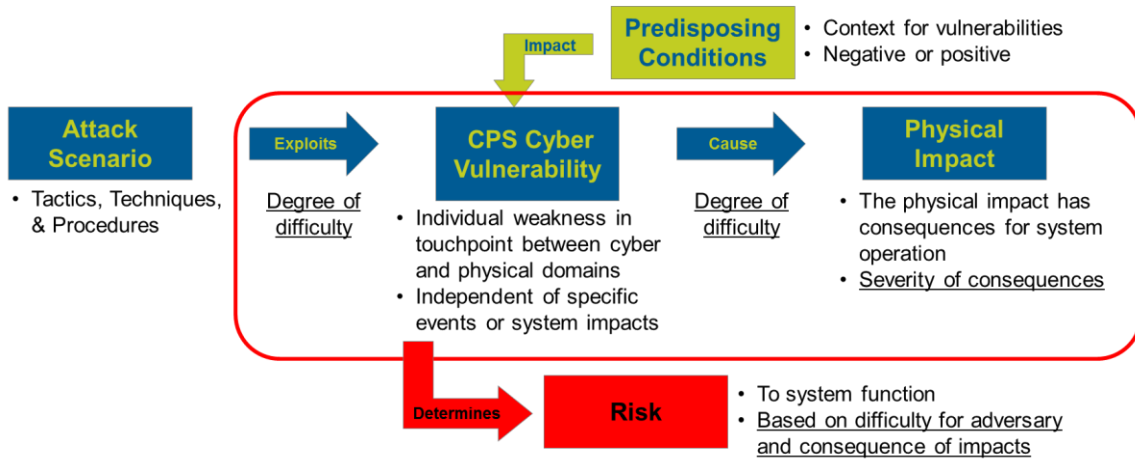 Impact
Predisposing
Conditions
• Context for vulnerabilities
• Negative or positive
Attack
Scenario
• Tactics, Techniques,
& Procedures
Exploits
Degree of
difficulty
CPS Cyber
Vulnerability
• Individual weakness in
touchpoint between cyber
and physical domains
• Independent of specific
events or system impacts
Cause
Degree of
difficulty
Physical
Impact
• The physical impact has
consequences for system
operation
• Severity of consequences
Determines
Risk
• To system function
• Based on difficulty for adversary
and consequence of impacts